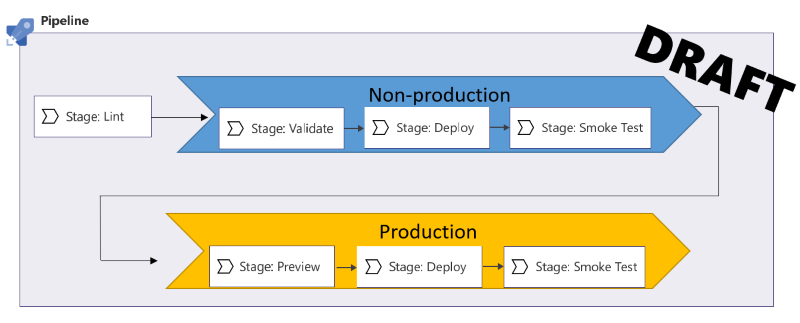 Pipeline
DRAFT
Non-production
Stage: Lint
Stage: Validate
Stage: Deploy
Stage: Smoke Test
Production
Stage: Preview
Stage: Deploy
Stage: Smoke Test